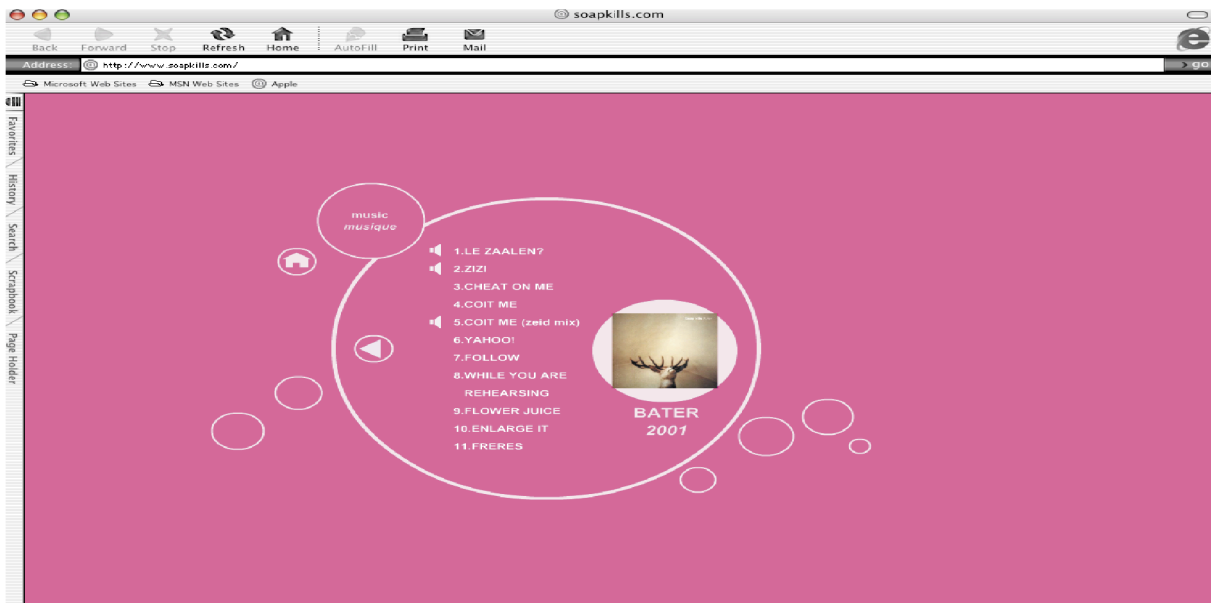 soapkills.com
Back Forward Stop Refresh Home AutoFill Print Mail
Address: http://www.soapkills.com/ go
Microsoft Web Sites MSN Web Sites Apple
Favorites
History
Search
Scrapbook
Page Holder
music
musique
1.LE ZAALEN?
2.ZIZI
3.CHEAT ON ME
4.COIT ME
5.COIT ME (zeid mix)
6.YAHOO!
7.FOLLOW
8.WHILE YOU ARE
REHEARSING
9.FLOWER JUICE
10.ENLARGE IT
11.FRERES
BATER
2001